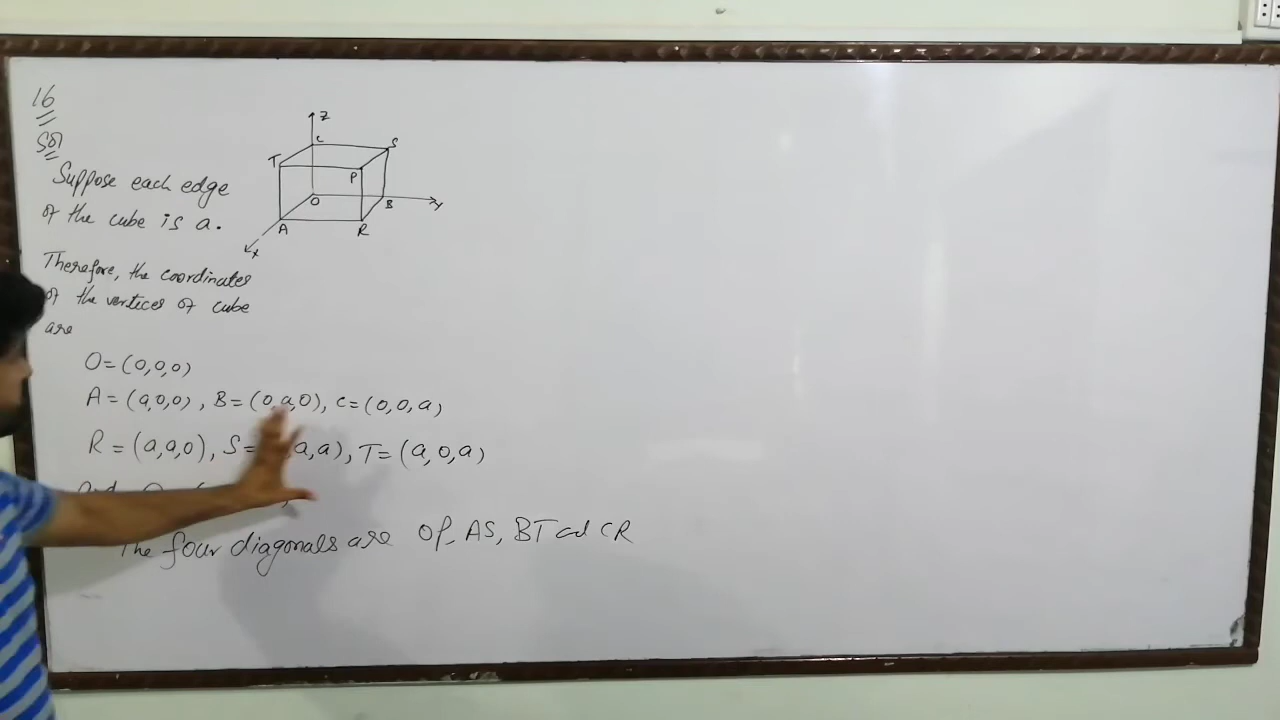 16
Sol
Suppose each edge
of the cube is a.
Z
C
S
T
P
O
B
Y
A
R
X
Therefore, the coordinates
of the vertices of cube
are
O=(0,0,0)
A=(a,0,0), B=(0,a,0), C=(0,0,a)
R=(a,a,0), S= a,a), T=(a,0,a)
The four diagonals are OP, AS, BT and CR